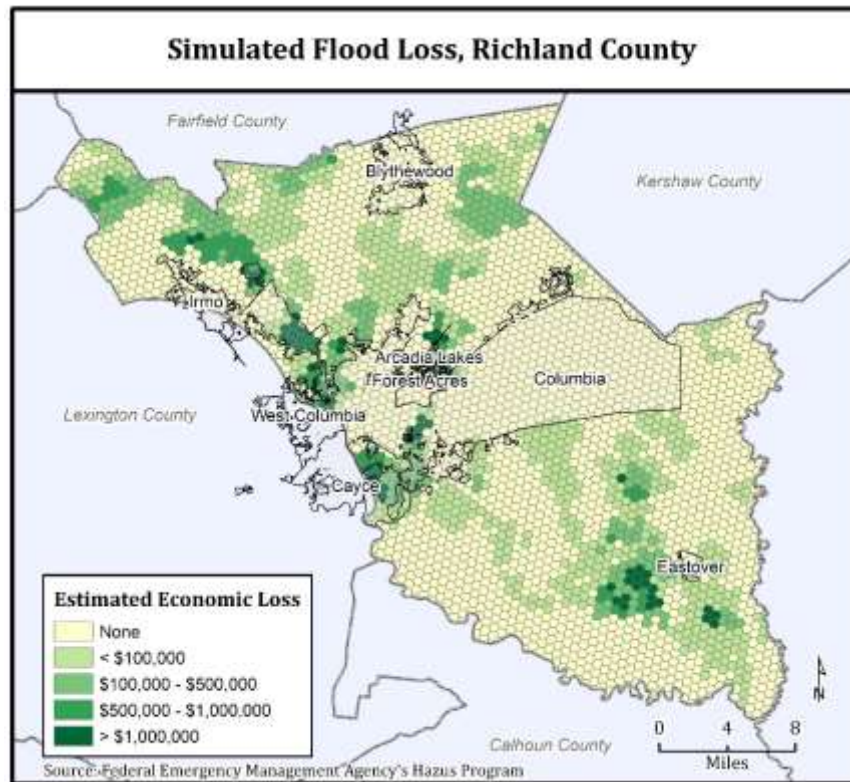 Simulated Flood Loss, Richland County
Fairfield County
Blythewood
Kershaw County
Irmo
Arcadia Lakes
Forest Acres
Columbia
Lexington County
West Columbia
Cayce
Eastover
Estimated Economic Loss
None
< $100,000
$100,000 - $500,000
$500,000 - $1,000.000
> $1,000,000
N
0 4 8
Miles
Calhoun County
Source: Federal Emergency Management Agency's Hazus Program